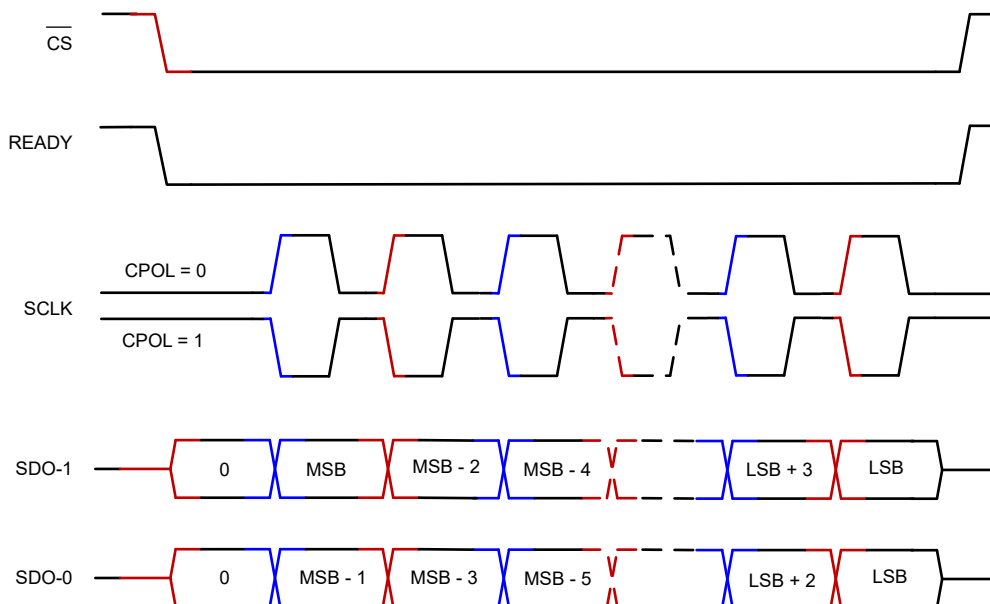 C̅S̅
READY
CPOL = 0
SCLK
CPOL = 1
SDO-1 0 MSB MSB - 2 MSB - 4 LSB + 3 LSB
SDO-0 0 MSB - 1 MSB - 3 MSB - 5 LSB + 2 LSB